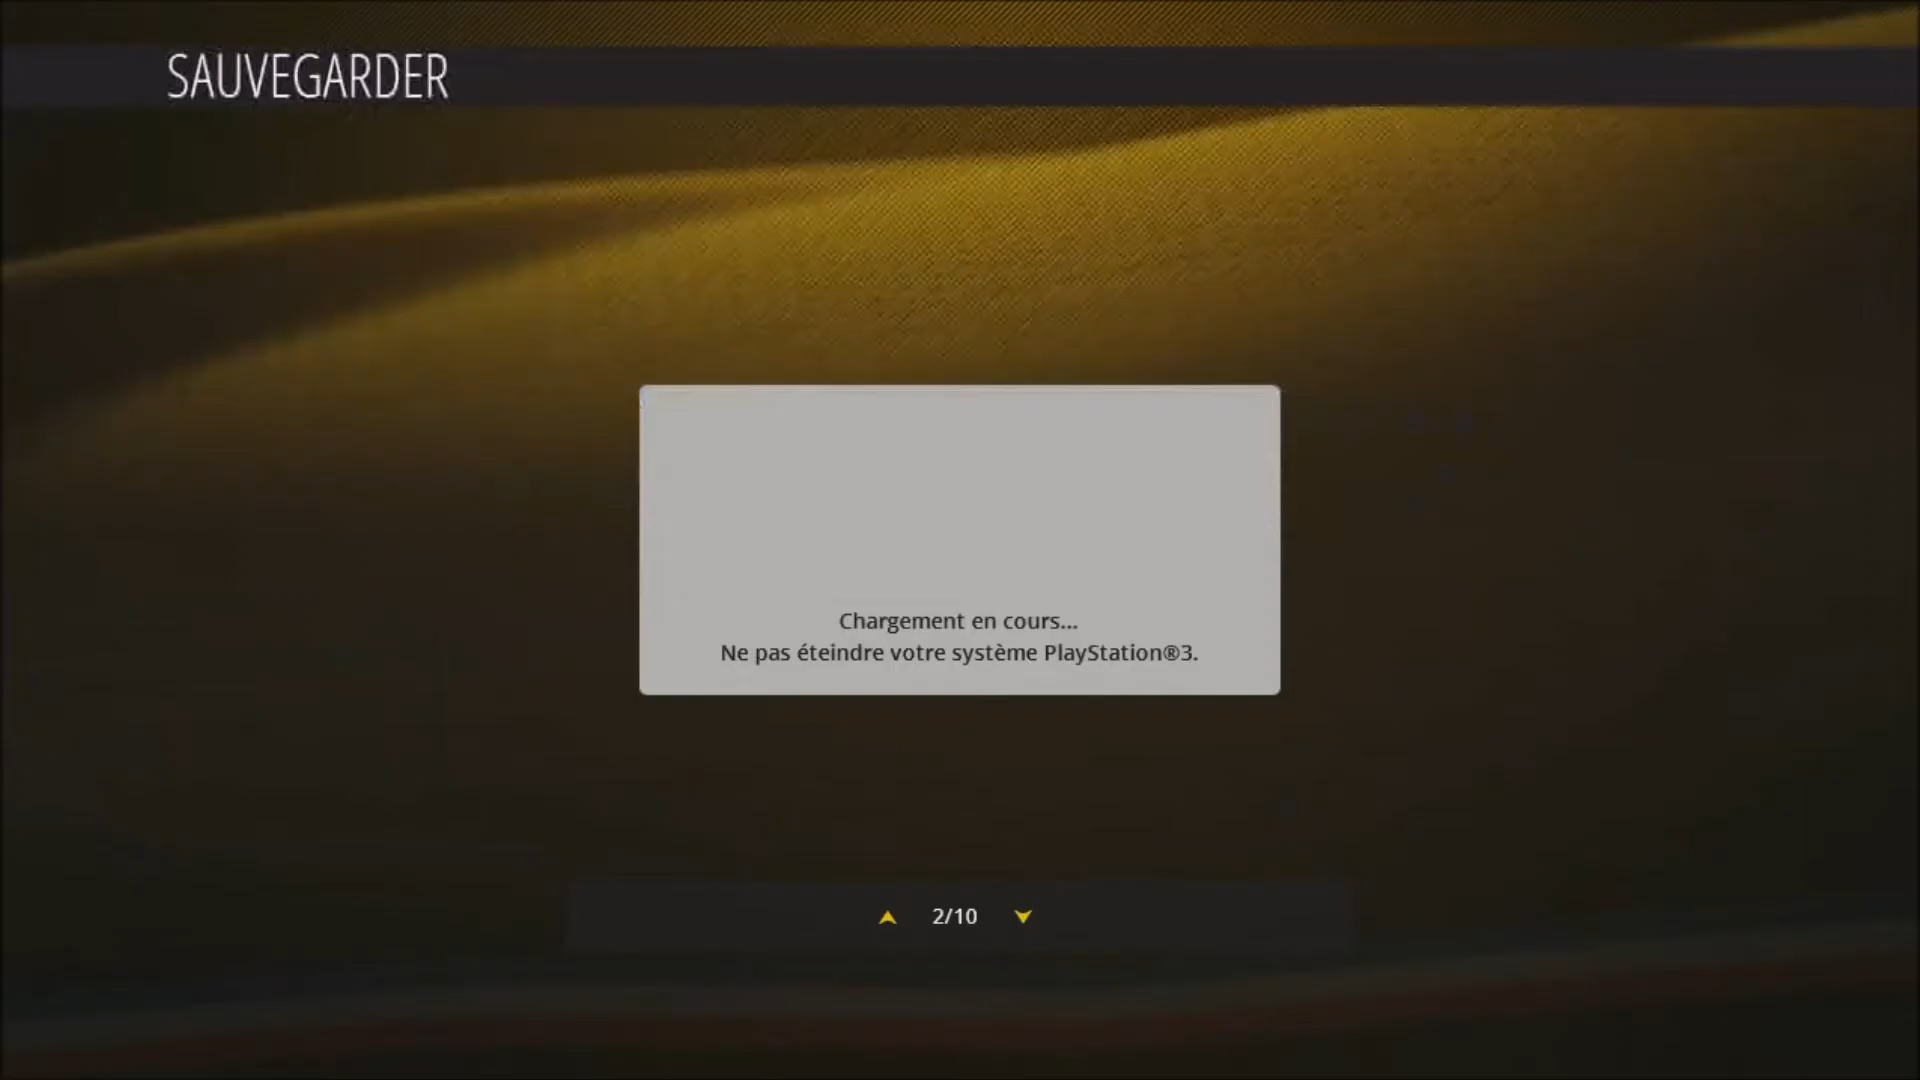 SAUVEGARDER
Chargement en cours...
Ne pas éteindre votre système PlayStation®3.
2/10